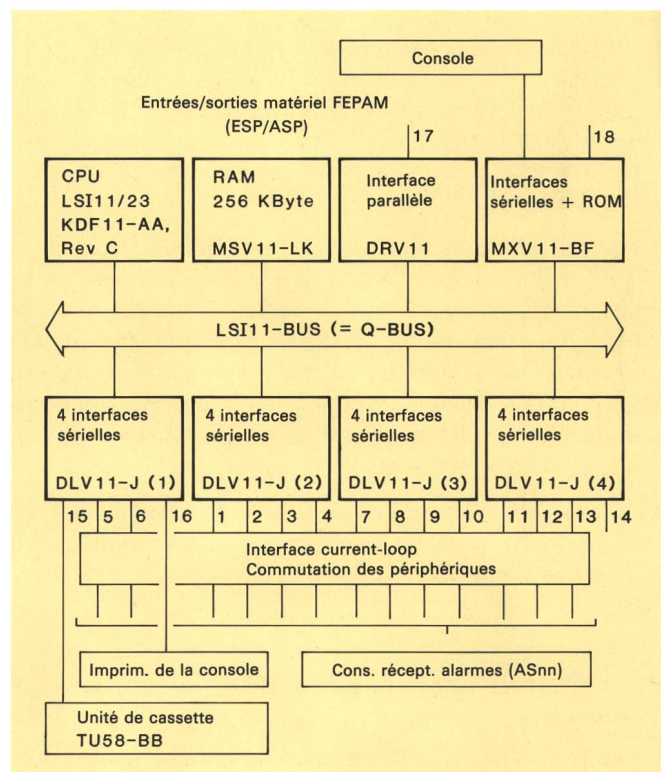 Console
Entrées/sorties matériel FEPAM
(ESP/ASP)
17
18
CPU
LSI11/23
KDF11-AA,
Rev C
RAM
256 KByte
MSV11-LK
Interface
parallèle
DRV11
Interfaces
sérielles + ROM
MXV11-BF
LSI11-BUS (= Q-BUS)
4 interfaces
sérielles
DLV11-J (1)
4 interfaces
sérielles
DLV11-J (2)
4 interfaces
sérielles
DLV11-J (3)
4 interfaces
sérielles
DLV11-J (4)
15 5 6 16 1 2 3 4 7 8 9 10 11 12 13 14
Interface current-loop
Commutation des périphériques
Imprim. de la console
Cons. récept. alarmes (ASnn)
Unité de cassette
TU58-BB